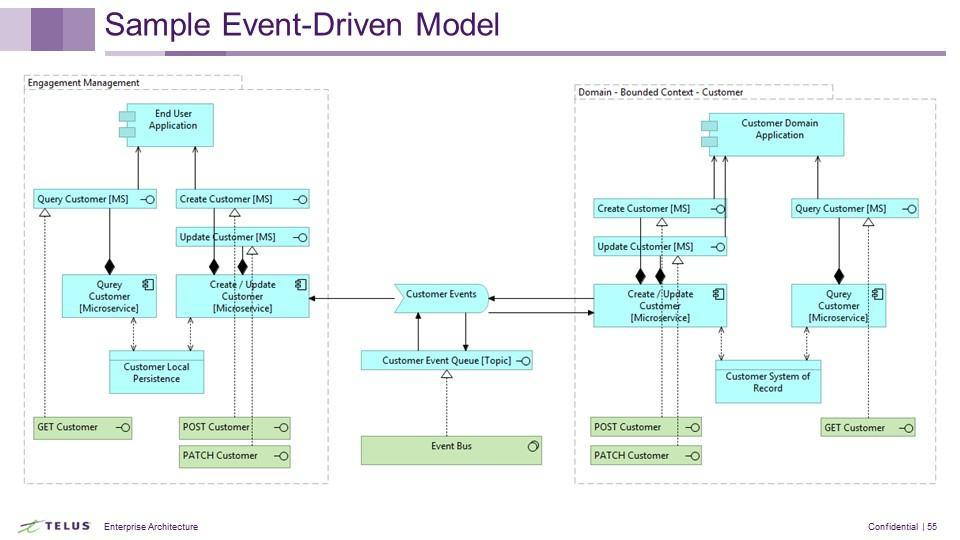 Sample Event-Driven Model
Engagement Management
End User
Application
Query Customer [MS]
Create Customer [MS]
Update Customer [MS]
Qurey
Customer
[Microservice]
Create / Update
Customer
[Microservice]
Customer Local
Persistence
GET Customer
POST Customer
PATCH Customer
Customer Events
Customer Event Queue [Topic]
Event Bus
Domain - Bounded Context - Customer
Customer Domain
Application
Create Customer [MS]
Query Customer [MS]
Update Customer [MS]
Create / Update
Customer
[Microservice]
Qurey
Customer
[Microservice]
Customer System of
Record
POST Customer
GET Customer
PATCH Customer
TELUS
Enterprise Architecture
Confidential | 55